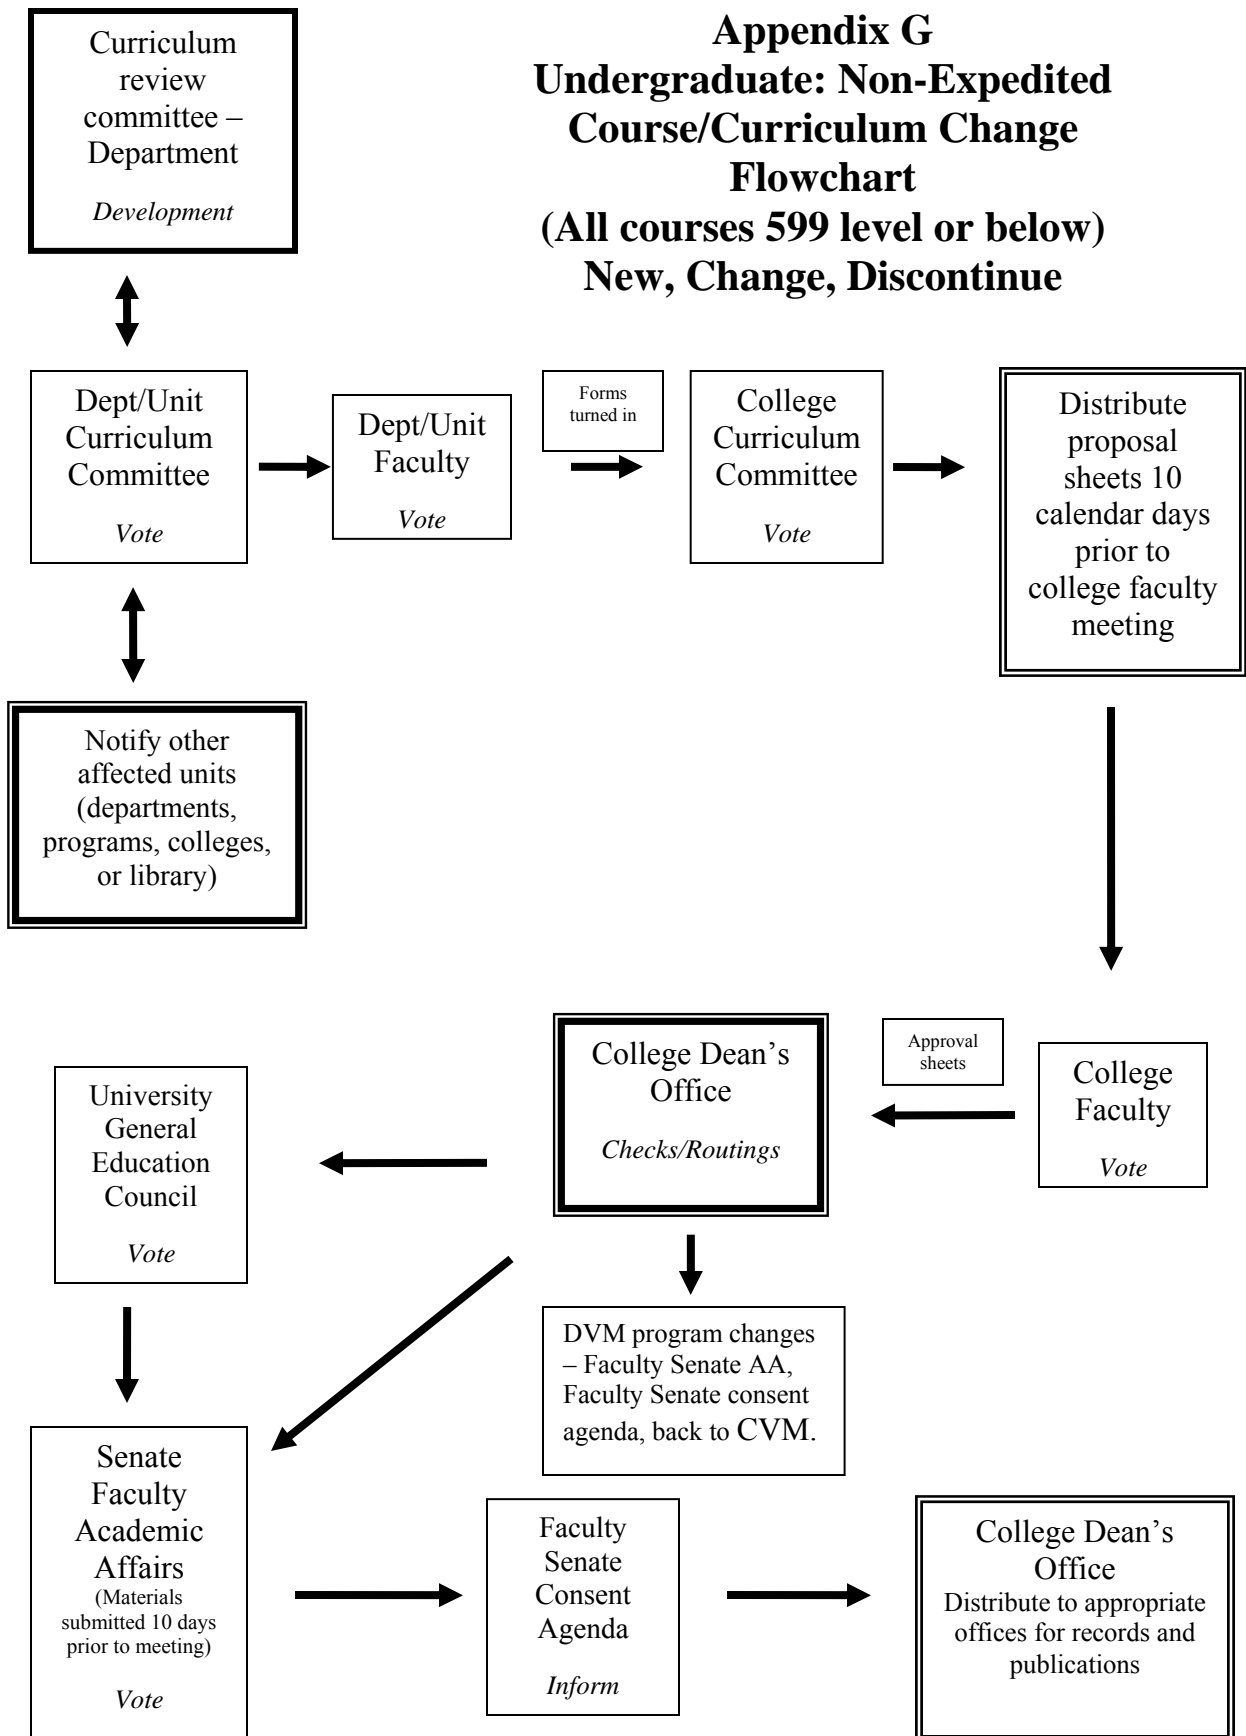 Curriculum
review
committee –
Department
Development
Appendix G
Undergraduate: Non-Expedited
Course/Curriculum Change
Flowchart
(All courses 599 level or below)
New, Change, Discontinue
Dept/Unit
Curriculum
Committee
Vote
Dept/Unit
Faculty
Vote
Forms
turned in
College
Curriculum
Committee
Vote
Distribute
proposal
sheets 10
calendar days
prior to
college faculty
meeting
Notify other
affected units
(departments,
programs, colleges,
or library)
College
Faculty
Vote
Approval
sheets
College Dean’s
Office
Checks/Routings
University
General
Education
Council
Vote
DVM program changes
– Faculty Senate AA,
Faculty Senate consent
agenda, back to CVM.
Senate
Faculty
Academic
Affairs
(Materials
submitted 10 days
prior to meeting)
Vote
Faculty
Senate
Consent
Agenda
Inform
College Dean’s
Office
Distribute to appropriate
offices for records and
publications